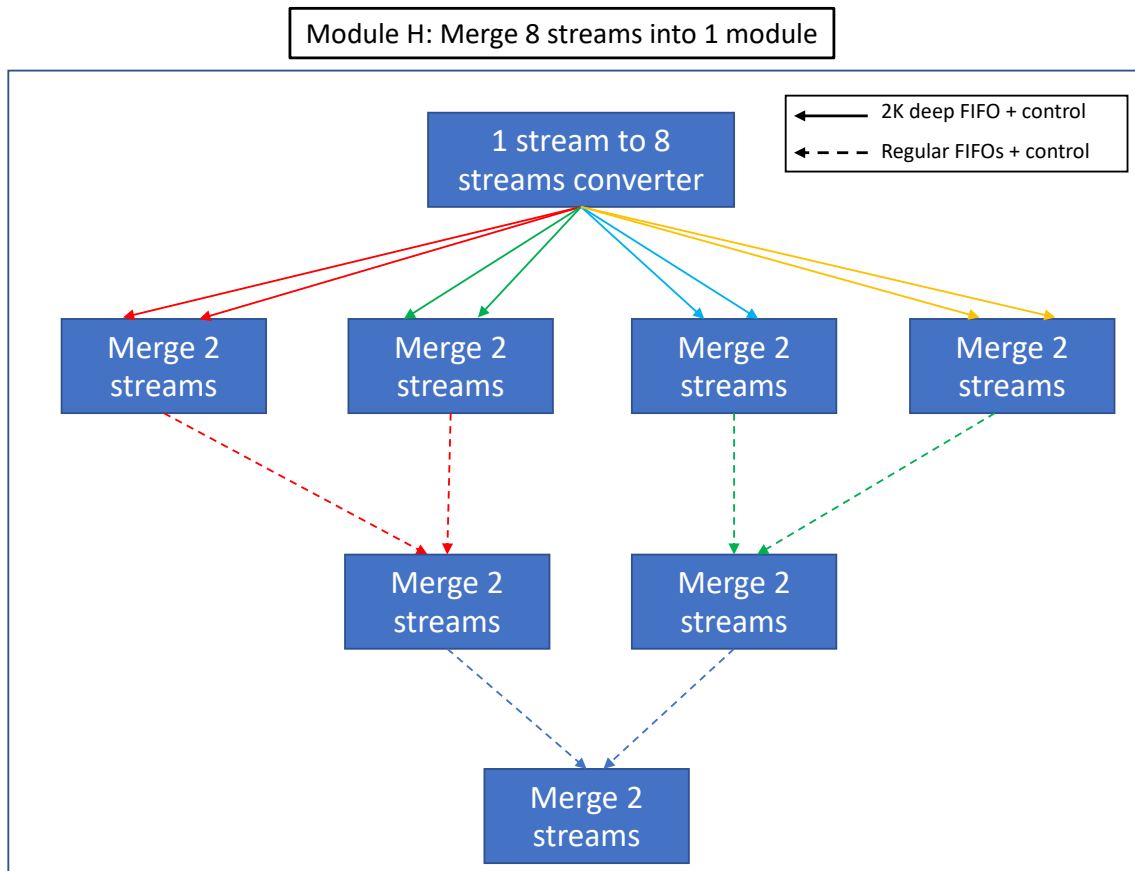 Module H: Merge 8 streams into 1 module
2K deep FIFO + control
Regular FIFOs + control
1 stream to 8
streams converter
Merge 2
streams
Merge 2
streams
Merge 2
streams
Merge 2
streams
Merge 2
streams
Merge 2
streams
Merge 2
streams